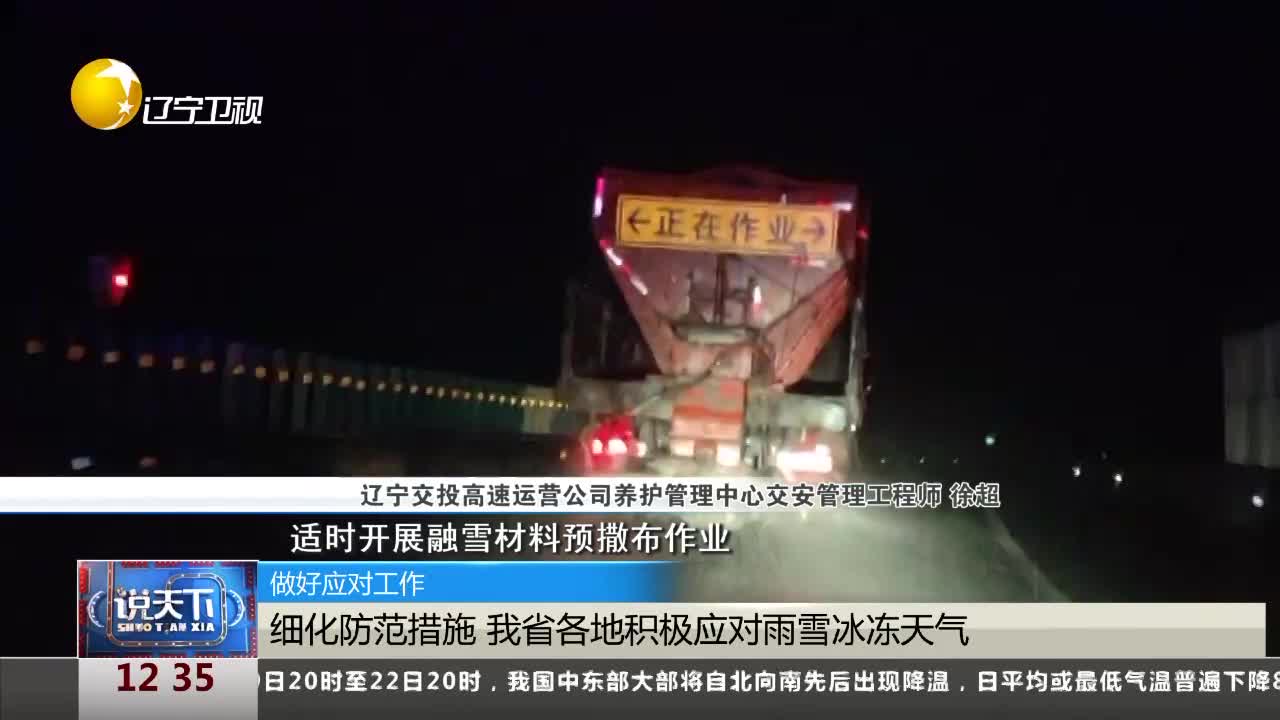 辽宁卫视
←正在作业→
辽宁交投高速运营公司养护管理中心交安管理工程师 徐超
适时开展融雪材料预撒布作业
做好应对工作
说天下
SHUO TIAN XIA
细化防范措施 我省各地积极应对雨雪冰冻天气
12 35
日20时至22日20时，我国中东部大部将自北向南先后出现降温，日平均或最低气温普遍下降